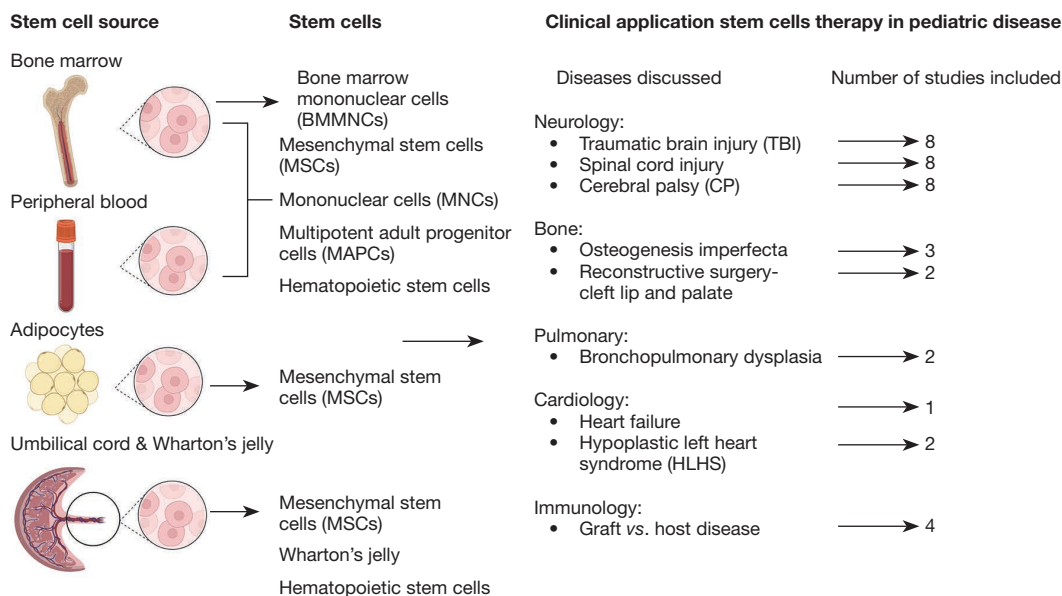 Stem cell source
Stem cells
Clinical application stem cells therapy in pediatric disease
Bone marrow
Bone marrow
mononuclear cells
(BMMNCs)
Mesenchymal stem cells
(MSCs)
Peripheral blood
Mononuclear cells (MNCs)
Multipotent adult progenitor
cells (MAPCs)
Hematopoietic stem cells
Adipocytes
Mesenchymal stem
cells (MSCs)
Umbilical cord & Wharton's jelly
Mesenchymal stem
cells (MSCs)
Wharton's jelly
Hematopoietic stem cells
Diseases discussed
Number of studies included
Neurology:
• Traumatic brain injury (TBI) 8
• Spinal cord injury 8
• Cerebral palsy (CP) 8
Bone:
• Osteogenesis imperfecta 3
• Reconstructive surgery- 2
cleft lip and palate
Pulmonary:
• Bronchopulmonary dysplasia 2
Cardiology:
• Heart failure 1
• Hypoplastic left heart 2
syndrome (HLHS)
Immunology:
• Graft vs. host disease 4